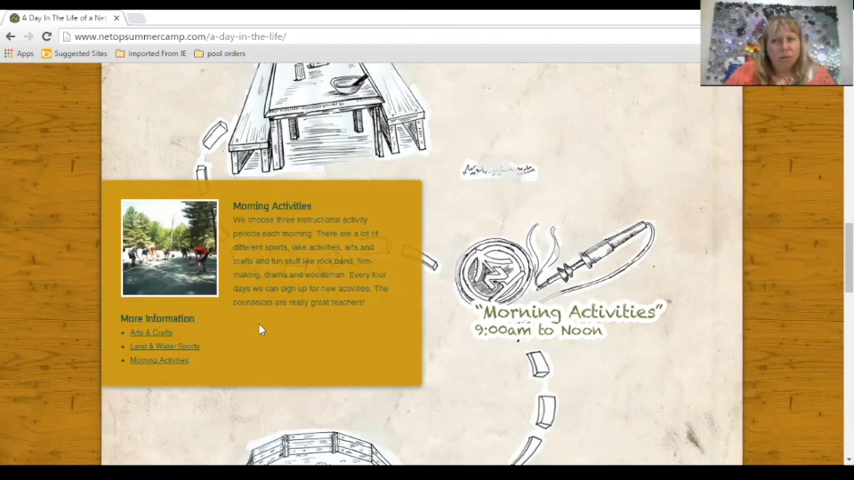 A Day In The Life of a Net
www.netopsummercamp.com/a-day-in-the-life/
Apps Suggested Sites Imported From IE pool orders
Morning Activities
We choose three instructional activity
periods each morning. There are a lot of
different sports, lake activities, arts and
crafts and fun stuff like rock band, film-
making, drama and woodsman. Every four
days we can sign up for new activities. The
counselors are really great teachers!
More Information
Arts & Crafts
Land & Water Sports
Morning Activities
"Morning Activities"
9:00am to Noon